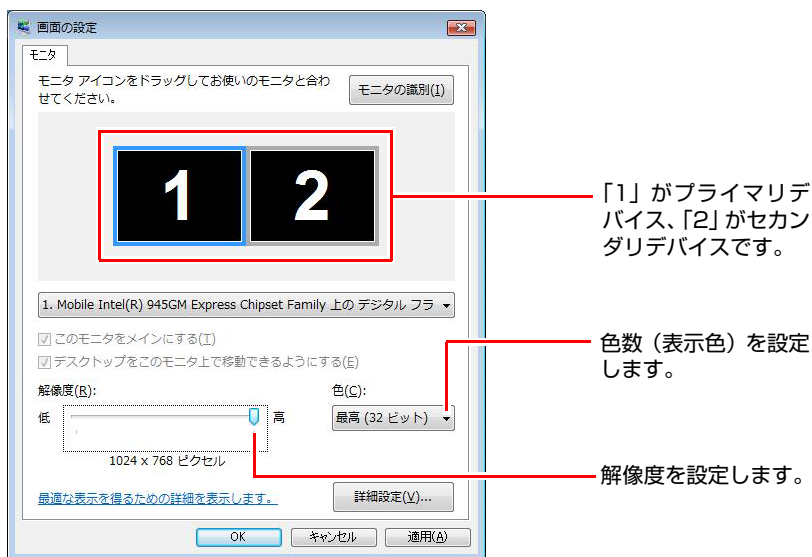 画面の設定
モニタ
モニタ アイコンをドラッグしてお使いのモニタと合わ
せてください。
モニタの識別(I)
1
2
「1」がプライマリデ
バイス、「2」がセカン
ダリデバイスです。
1. Mobile Intel(R) 945GM Express Chipset Family 上の デジタル フラ
このモニタをメインにする(T)
デスクトップをこのモニタ上で移動できるようにする(E)
色数（表示色）を設定
します。
解像度(R):
色(C):
低
高
最高 (32 ビット)
1024 x 768 ピクセル
解像度を設定します。
最適な表示を得るための詳細を表示します。
詳細設定(V)...
OK
キャンセル
適用(A)